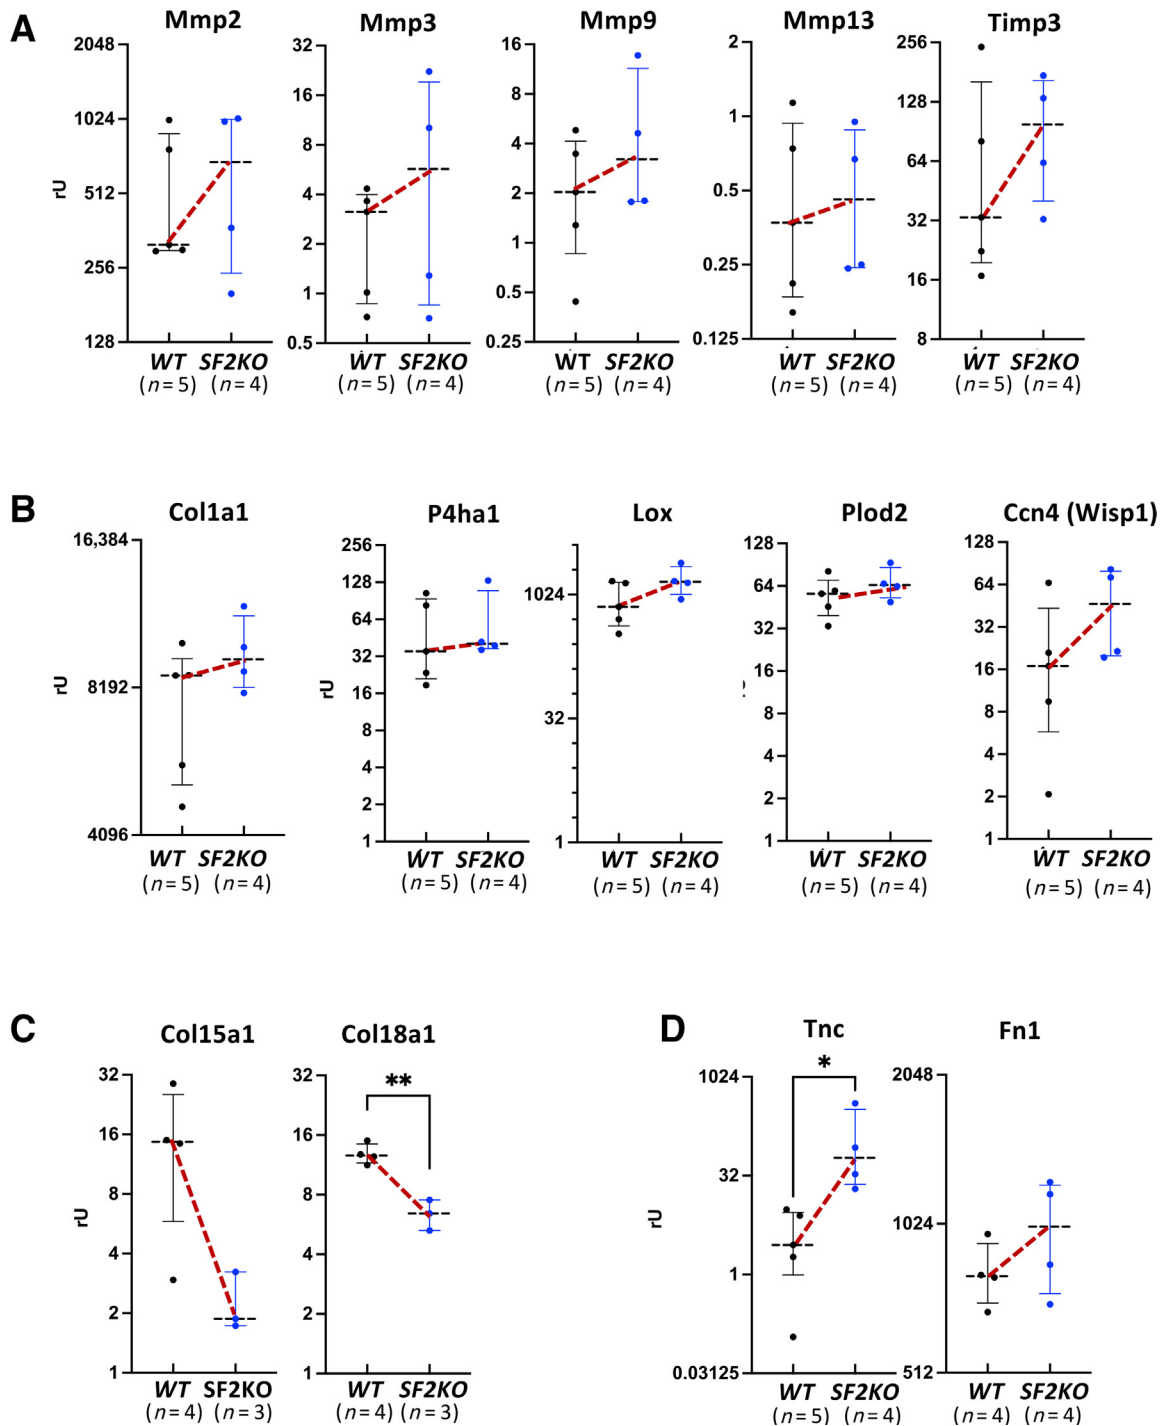 A
Mmp2 Mmp3 Mmp9 Mmp13 Timp3
rU
2048 1024 512 256 128
32 16 8 4 2 1 0.5
16 8 4 2 1 0.5 0.25
2 1 0.5 0.25 0.125
256 128 64 32 16 8
WT SF2KO WT SF2KO WT SF2KO WT SF2KO WT SF2KO
(n=5) (n=4) (n=5) (n=4) (n=5) (n=4) (n=5) (n=4) (n=5) (n=4)
B
Col1a1 P4ha1 Lox Plod2 Ccn4 (Wisp1)
rU
16,384 8192 4096
rU
256 128 64 32 16 8 4 2 1
1024 32 1
128 64 32 16 8 4 2 1
128 64 32 16 8 4 2 1
WT SF2KO WT SF2KO WT SF2KO WT SF2KO WT SF2KO
(n=5) (n=4) (n=5) (n=4) (n=5) (n=4) (n=5) (n=4) (n=5) (n=4)
C
Col15a1 Col18a1
rU
32 16 8 4 2 1
32 16 8 4 2 1
**
WT SF2KO WT SF2KO
(n=4) (n=3) (n=4) (n=3)
D
Tnc Fn1
rU
1024 32 1 0.03125
*
2048 1024 512
WT SF2KO WT SF2KO
(n=5) (n=4) (n=4) (n=4)